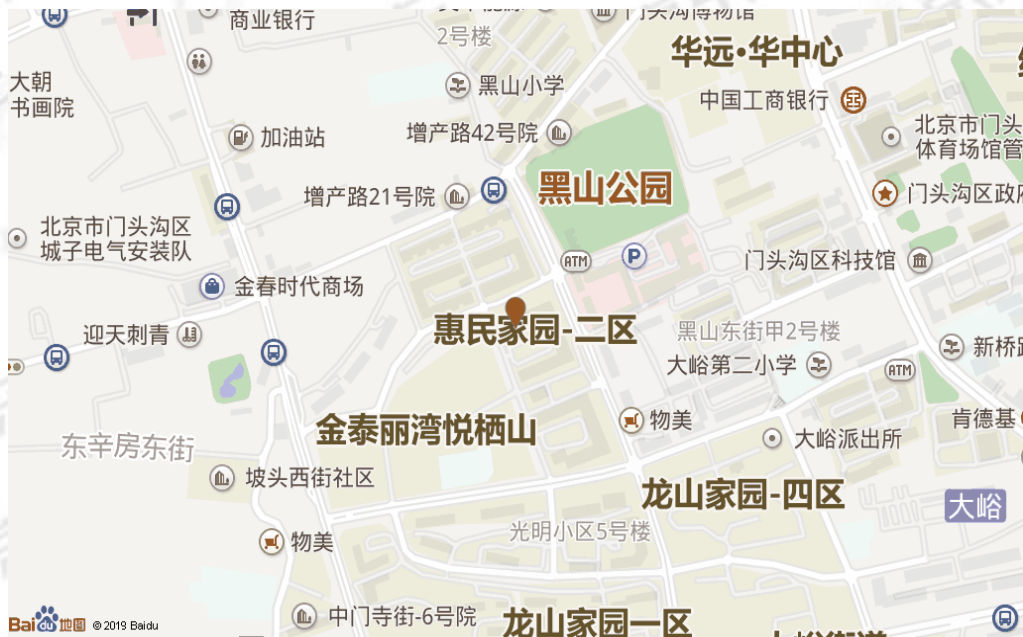 商业银行
2号楼
门头沟博物馆
华远·华中心
大朝
书画院
黑山小学
中国工商银行
加油站
增产路42号院
北京市门头
体育场馆管
增产路21号院
黑山公园
门头沟区政府
北京市门头沟区
城子电气安装队
ATM
P
门头沟区科技馆
金春时代商场
迎天刺青
惠民家园-二区
黑山东街甲2号楼
新桥路
大峪第二小学
ATM
金泰丽湾悦栖山
物美
肯德基
东辛房东街
大峪派出所
坡头西街社区
龙山家园-四区
大峪
光明小区5号楼
物美
中门寺街-6号院
龙山家园一区
Bai du 地图 © 2019 Baidu